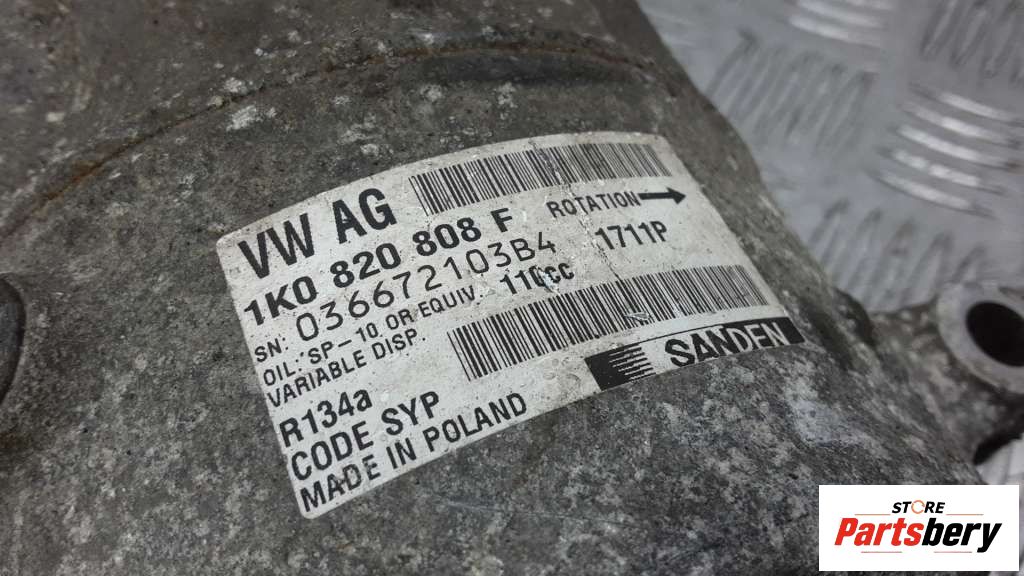 VW AG
1K0 820 808 F ROTATION
SN: 036672103B4 1711P
OIL: SP-10 OR EQUIV. 110CC
VARIABLE DISP.
R134a
CODE SYP
MADE IN POLAND
SANDEN
STORE
Partsbery